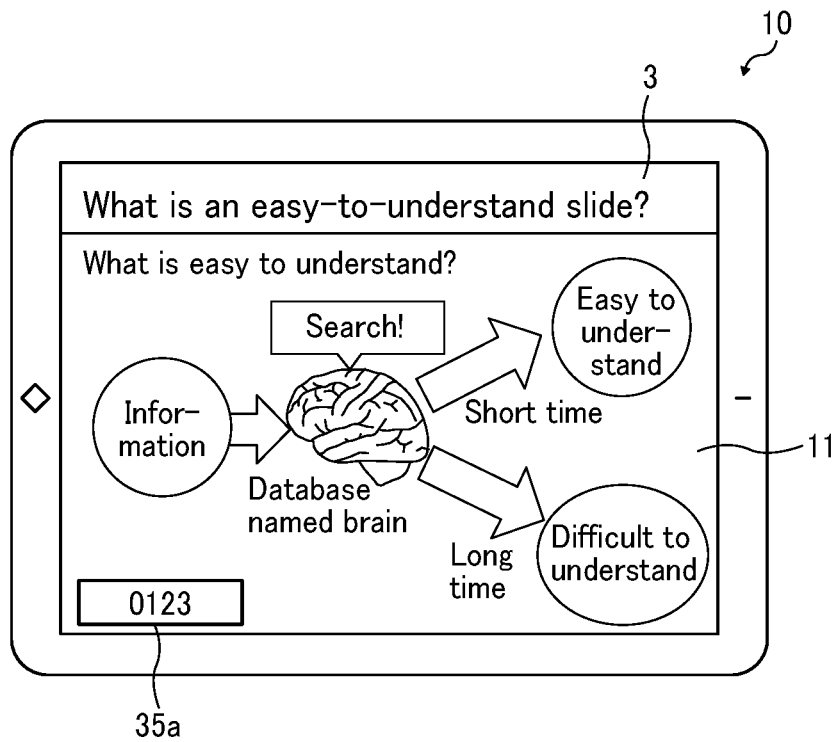 10
3
What is an easy-to-understand slide?
What is easy to understand?
Search!
Easy to
under-
stand
Infor-
mation
Short time
11
Database
named brain
Long
time
Difficult to
understand
0123
35a